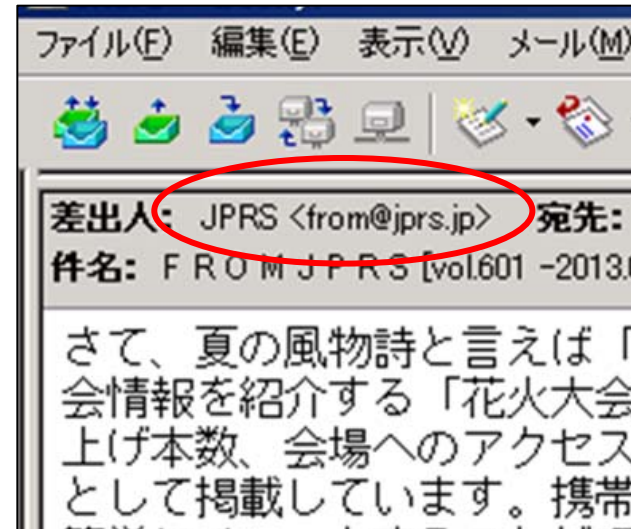 ファイル(F) 編集(E) 表示(V) メール(M)
差出人: JPRS <from@jprs.jp> 宛先:
件名: ＦＲＯＭ ＪＰＲＳ [vol.601 -2013.0
さて、夏の風物詩と言えば「
会情報を紹介する「花火大会
上げ本数、会場へのアクセス
として掲載しています。携帯